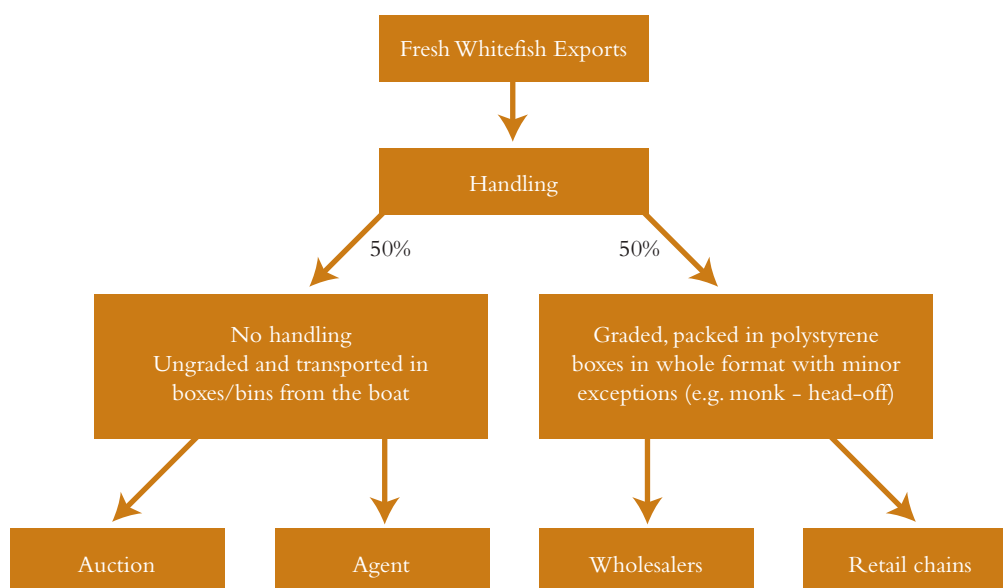 Fresh Whitefish Exports
Handling
50%
50%
No handling
Ungraded and transported in
boxes/bins from the boat
Graded, packed in polystyrene
boxes in whole format with minor
exceptions (e.g. monk - head-off)
Auction
Agent
Wholesalers
Retail chains